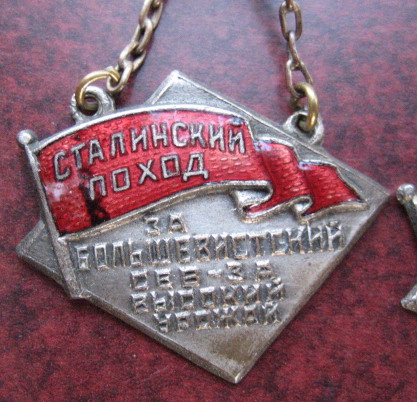 СТАЛИНСКИЙ
ПОХОД
ЗА
БОЛЬШЕВИСТСКИЙ
СЕВ-ЗА
ВЫСОКИЙ
УРОЖАЙ